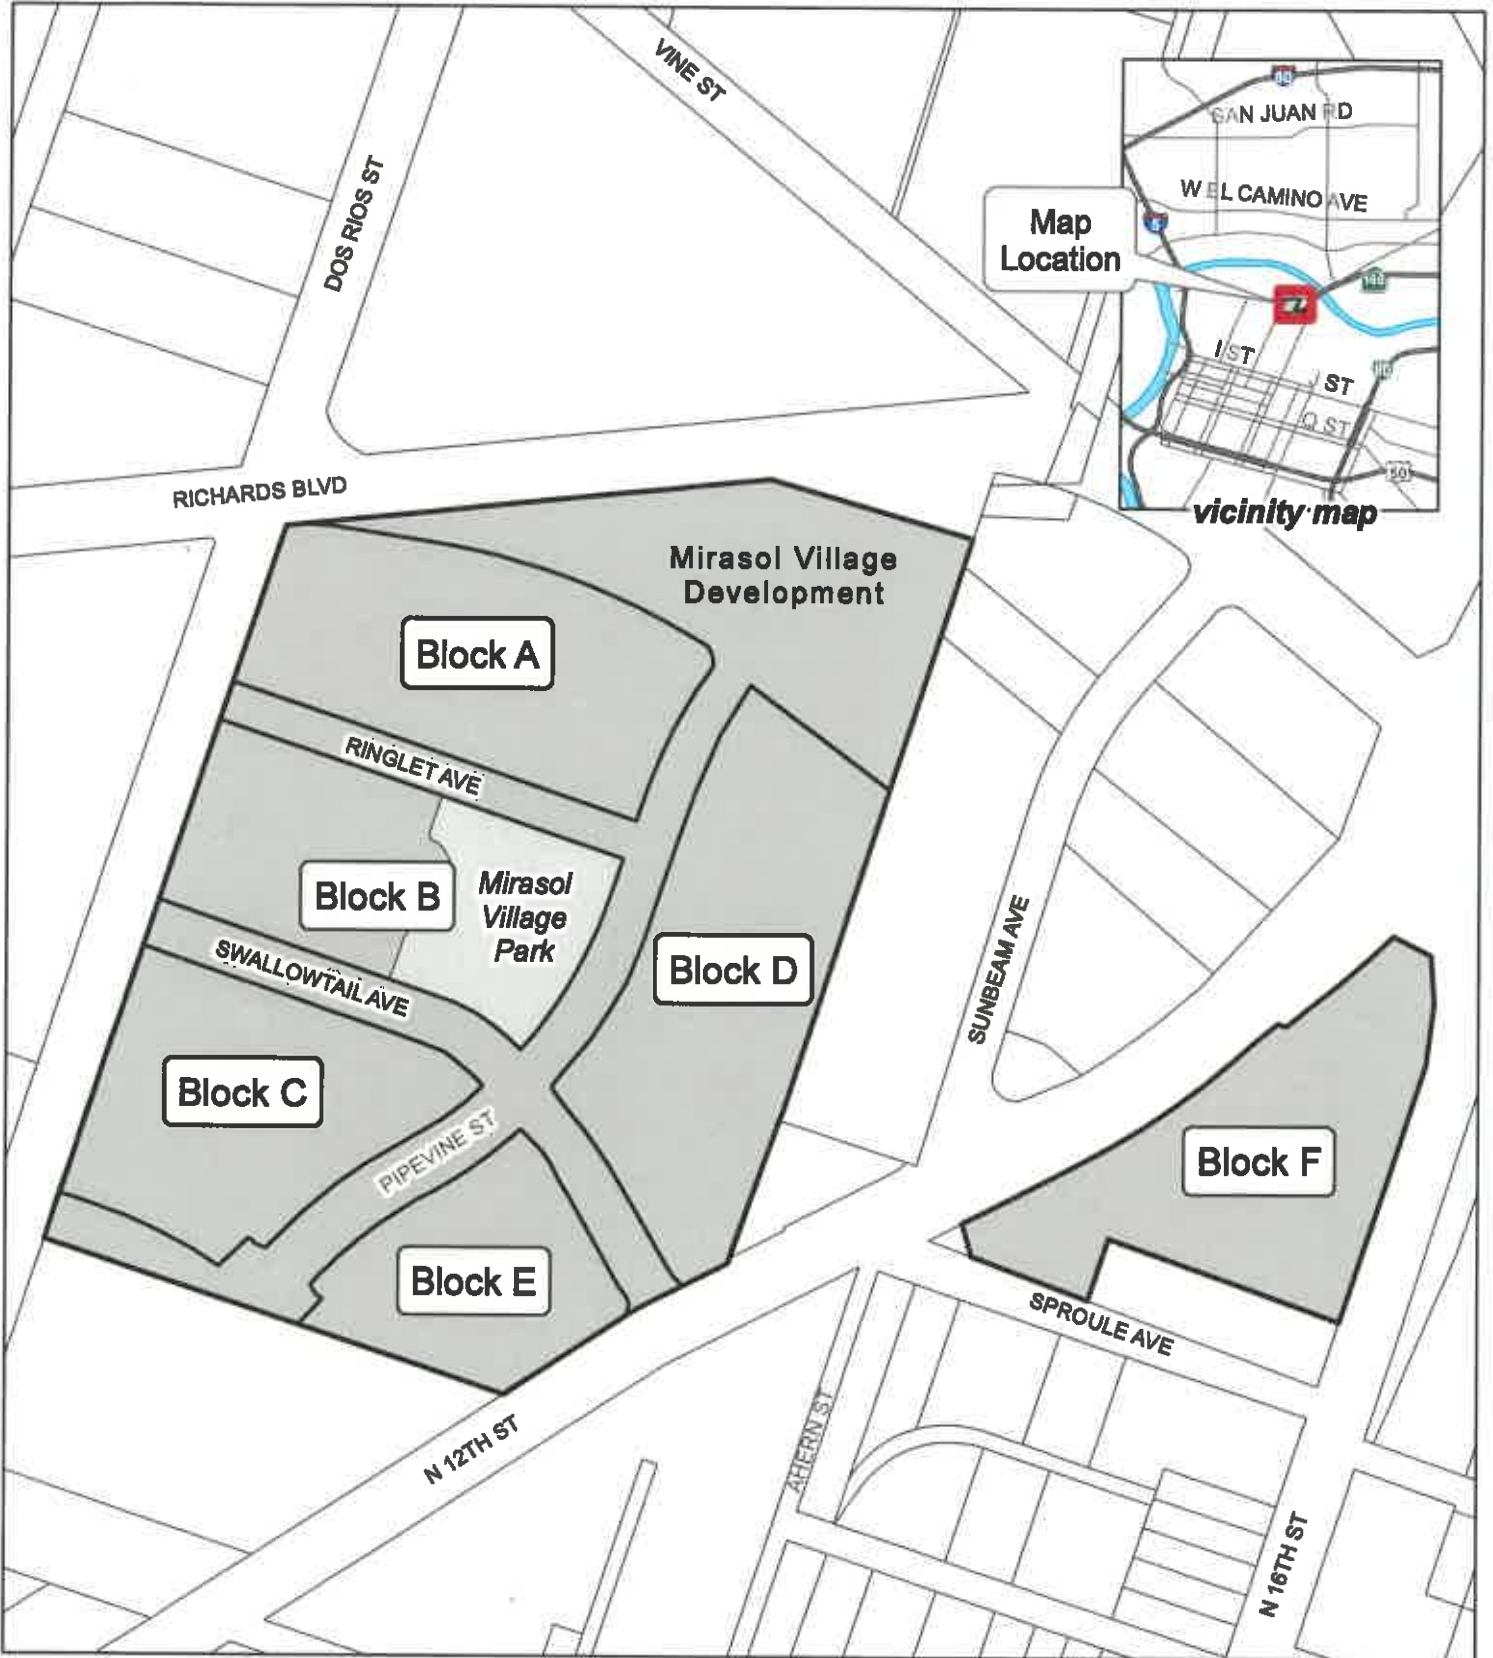 VINE ST
DOS RIOS ST
SAN JUAN RD
W EL CAMINO AVE
Map
Location
I ST
J ST
Q ST
50
vicinity map
RICHARDS BLVD
Mirasol Village
Development
Block A
RINGLET AVE
Block B
Mirasol
Village
Park
SWALLOWTAIL AVE
Block D
SUNBEAM AVE
Block C
PIPEVINE ST
Block F
Block E
SPROULE AVE
N 12TH ST
AHERN ST
N 16TH ST